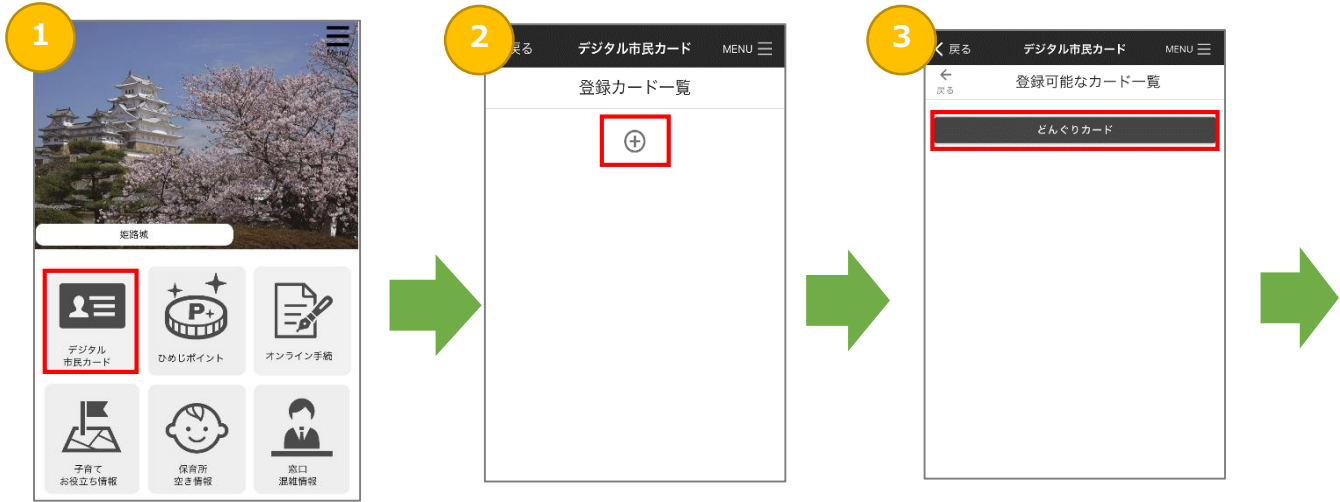 1
Menu
姫路城
デジタル
市民カード
P+
ひめじポイント
オンライン手続
子育て
お役立ち情報
保育所
空き情報
窓口
混雑情報
2
戻る
デジタル市民カード
MENU
登録カード一覧
3
戻る
デジタル市民カード
MENU
戻る
登録可能なカード一覧
どんぐりカード